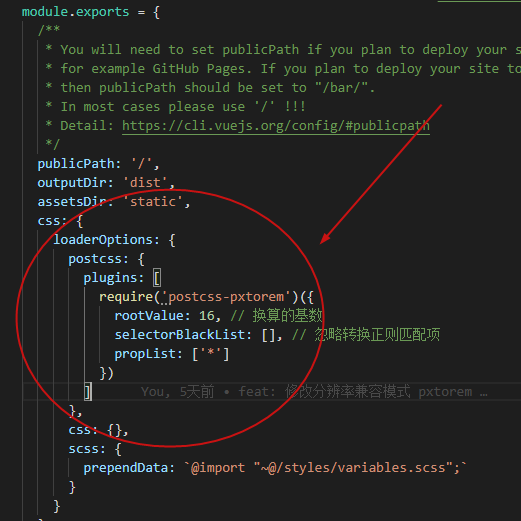 module.exports = {
/**
* You will need to set publicPath if you plan to deploy your s
* for example GitHub Pages. If you plan to deploy your site to
* then publicPath should be set to "/bar/".
* In most cases please use '/' !!!
* Detail: https://cli.vuejs.org/config/#publicpath
*/
publicPath: '/',
outputDir: 'dist',
assetsDir: 'static',
css: {
loaderOptions: {
postcss: {
plugins: [
require('postcss-pxtorem')({
rootValue: 16, // 换算的基数
selectorBlackList: [], // 忽略转换正则匹配项
propList: ['*']
})
] You, 5天前 • feat: 修改分辨率兼容模式 pxtorem …
},
css: {},
scss: {
prependData: `@import "~@/styles/variables.scss";`
}
}